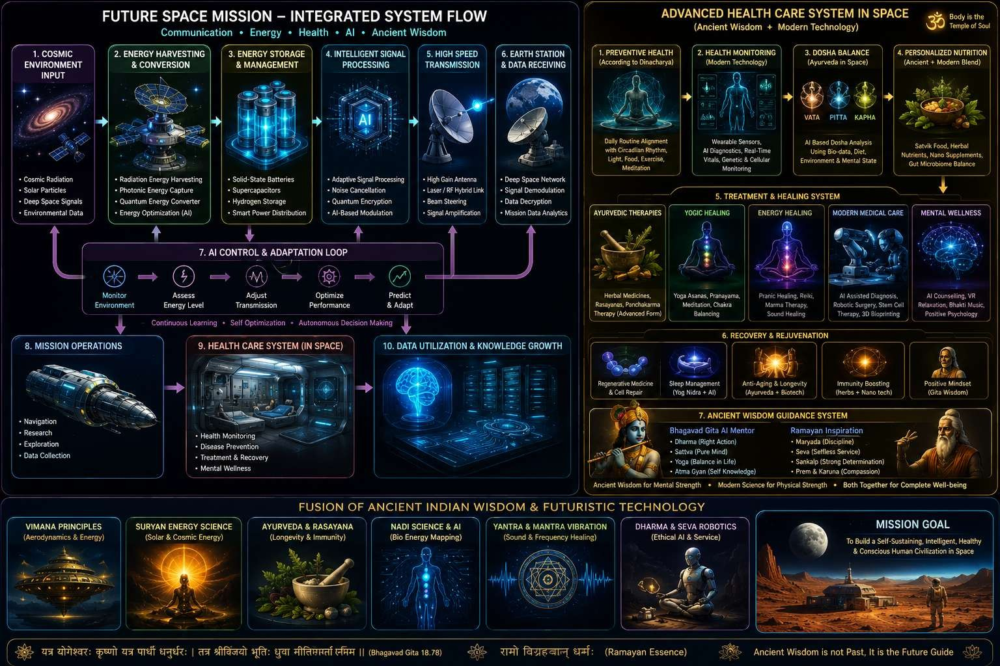 FUTURE SPACE MISSION – INTEGRATED SYSTEM FLOW
Communication • Energy • Health • AI • Ancient Wisdom
1. COSMIC
ENVIRONMENT
INPUT
• Cosmic Radiation
• Solar Particles
• Deep Space Signals
• Environmental Data
2. ENERGY HARVESTING
& CONVERSION
• Radiation Energy Harvesting
• Photonic Energy Capture
• Quantum Energy Converter
• Energy Optimization (AI)
3. ENERGY STORAGE
& MANAGEMENT
• Solid-State Batteries
• Supercapacitors
• Hydrogen Storage
• Smart Power Distribution
4. INTELLIGENT SIGNAL
PROCESSING
AI
• Adaptive Signal Processing
• Noise Cancellation
• Quantum Encryption
• AI-Based Modulation
5. HIGH SPEED
TRANSMISSION
• High Gain Antenna
• Laser / RF Hybrid Link
• Beam Steering
• Signal Amplification
6. EARTH STATION
& DATA RECEIVING
• Deep Space Network
• Signal Demodulation
• Data Decryption
• Mission Data Analytics
7. AI CONTROL & ADAPTATION LOOP
Monitor
Environment
Assess
Energy Level
Adjust
Transmission
Optimize
Performance
Predict
& Adapt
Continuous Learning • Self Optimization • Autonomous Decision Making
8. MISSION OPERATIONS
• Navigation
• Research
• Exploration
• Data Collection
9. HEALTH CARE SYSTEM (IN SPACE)
• Health Monitoring
• Disease Prevention
• Treatment & Recovery
• Mental Wellness
10. DATA UTILIZATION & KNOWLEDGE GROWTH
ADVANCED HEALTH CARE SYSTEM IN SPACE
(Ancient Wisdom + Modern Technology)
ॐ
Body is the
Temple of Soul
1. PREVENTIVE HEALTH
(According to Dinacharya)
Daily Routine Alignment
with Circadian Rhythm,
Light, Food, Exercise,
Meditation
2. HEALTH MONITORING
(Modern Technology)
Wearable Sensors,
AI Diagnostics, Real-Time
Vitals, Genetic & Cellular
Monitoring
3. DOSHA BALANCE
(Ayurveda in Space)
VATA PITTA KAPHA
AI Based Dosha Analysis
Using Bio-data, Diet,
Environment & Mental State
4. PERSONALIZED NUTRITION
(Ancient + Modern Blend)
Satvik Food, Herbal
Nutrients, Nano Supplements,
Gut Microbiome Balance
5. TREATMENT & HEALING SYSTEM
AYURVEDIC THERAPIES
Herbal Medicines,
Rasayanas, Panchakarma
Therapy (Advanced Form)
YOGIC HEALING
Yoga Asanas, Pranayama,
Meditation, Chakra
Balancing
ENERGY HEALING
Pranic Healing, Reiki,
Marma Therapy,
Sound Healing
MODERN MEDICAL CARE
AI Assisted Diagnosis,
Robotic Surgery, Stem Cell
Therapy, 3D Bioprinting
MENTAL WELLNESS
AI Counselling, VR
Relaxation, Bhakti Music,
Positive Psychology
6. RECOVERY & REJUVENATION
Regenerative Medicine
& Cell Repair
Sleep Management
(Yog Nidra + AI)
Anti-Aging & Longevity
(Ayurveda + Biotech)
Immunity Boosting
(Herbs + Nano tech)
Positive Mindset
(Gita Wisdom)
7. ANCIENT WISDOM GUIDANCE SYSTEM
Bhagavad Gita AI Mentor
• Dharma (Right Action)
• Sattva (Pure Mind)
• Yoga (Balance in Life)
• Atma Gyan (Self Knowledge)
Ramayan Inspiration
• Maryada (Discipline)
• Seva (Selfless Service)
• Sankalp (Strong Determination)
• Prem & Karuna (Compassion)
Ancient Wisdom for Mental Strength • Modern Science for Physical Strength • Both Together for Complete Well-being
FUSION OF ANCIENT INDIAN WISDOM & FUTURISTIC TECHNOLOGY
VIMANA PRINCIPLES
(Aerodynamics & Energy)
SURYAN ENERGY SCIENCE
(Solar & Cosmic Energy)
AYURVEDA & RASAYANA
(Longevity & Immunity)
NADI SCIENCE & AI
(Bio Energy Mapping)
YANTRA & MANTRA VIBRATION
(Sound & Frequency Healing)
DHARMA & SEVA ROBOTICS
(Ethical AI & Service)
MISSION GOAL
To Build a Self-Sustaining, Intelligent, Healthy
& Conscious Human Civilization in Space
यत्र योगेश्वरः कृष्णो यत्र पार्थो धनुर्धरः | तत्र भूतिः || (Bhagavad Gita 18.78)
रामो धर्मः (Ramayan Essence)
Ancient Wisdom is not Past, It is the Future Guide